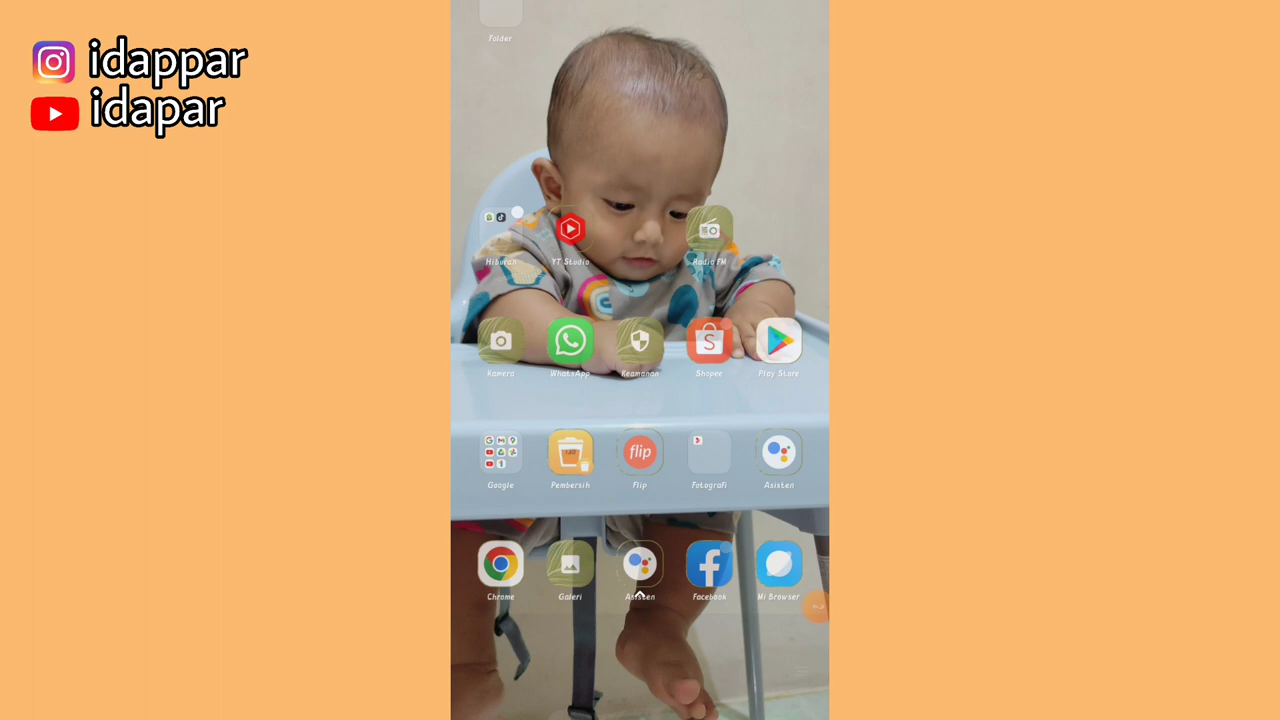 idappar
idapar
Folder
Hiburan YT Studio Radio FM
Kamera WhatsApp Keamanan Shopee Play Store
flip
Google Pembersih Flip Fotografi Asisten
Chrome Galeri Asisten Facebook Mi Browser